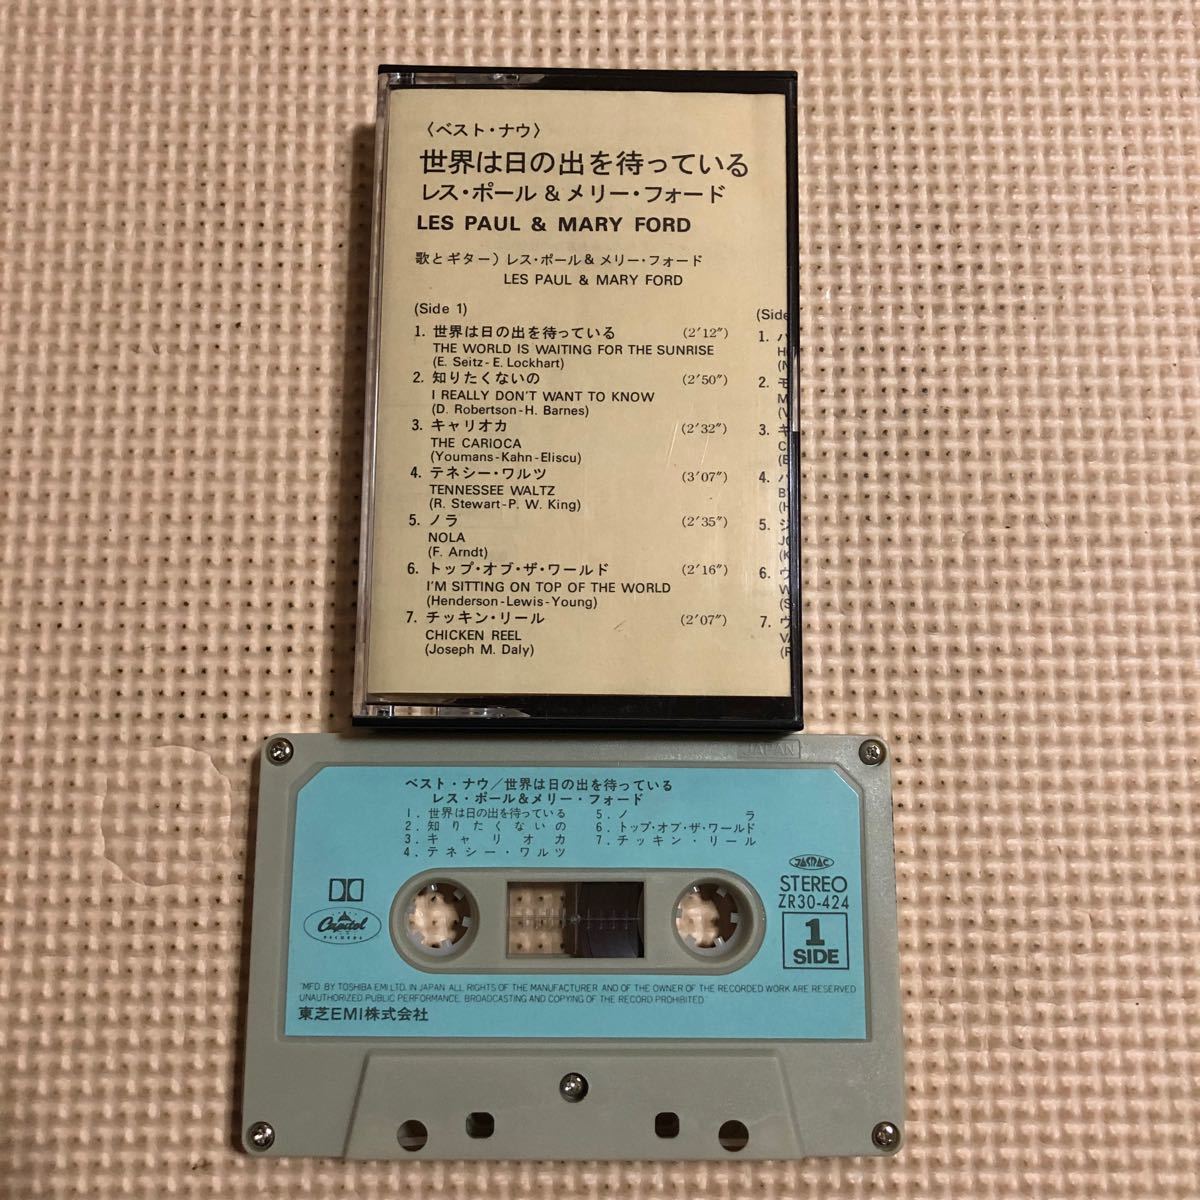 〈ベスト・ナウ〉
世界は日の出を待っている
レス・ポール & メリー・フォード
LES PAUL & MARY FORD
歌とギター) レス・ポール & メリー・フォード
LES PAUL & MARY FORD
(Side 1)
1. 世界は日の出を待っている (2′12″)
THE WORLD IS WAITING FOR THE SUNRISE
(E. Seitz-E. Lockhart)
2. 知りたくないの (2′50″)
I REALLY DON'T WANT TO KNOW
(D. Robertson-H. Barnes)
3. キャリオカ (2′32″)
THE CARIOCA
(Youmans-Kahn-Eliscu)
4. テネシー・ワルツ (3′07″)
TENNESSEE WALTZ
(R. Stewart-P. W. King)
5. ノラ (2′35″)
NOLA
(F. Arndt)
6. トップ・オブ・ザ・ワールド (2′16″)
I'M SITTING ON TOP OF THE WORLD
(Henderson-Lewis-Young)
7. チッキン・リール (2′07″)
CHICKEN REEL
(Joseph M. Daly)
(Side
1.
2.
3.
4.
5.
6.
7.
JAPAN
ベスト・ナウ/世界は日の出を待っている
レス・ポール&メリー・フォード
1. 世界は日の出を待っている
2. 知りたくないの
3. キャリオカ
4. テネシー・ワルツ
5. ノラ
6. トップ・オブ・ザ・ワールド
7. チッキン・リール
Capitol
RECORDS
JASRAC
STEREO
ZR30-424
1
SIDE
"MFD BY TOSHIBA EMI LTD. IN JAPAN ALL RIGHTS OF THE MANUFACTURER AND OF THE OWNER OF THE RECORDED WORK ARE RESERVED
UNAUTHORIZED PUBLIC PERFORMANCE, BROADCASTING AND COPYING OF THE RECORD PROHIBITED"
東芝EMI株式会社